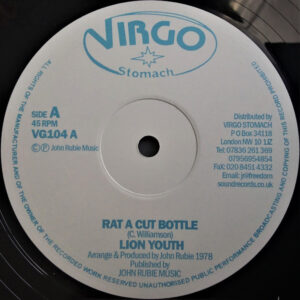 VIRGO
Stomach
ALL RIGHTS OF THE MANUFACTURER AND OF THE OWNER OF THE RECORDED WORK RESERVED UNAUTHORISED PUBLIC PERFORMANCE BROADCASTING AND COPYING OF THIS RECORD PROHIBITED
SIDE A
45 RPM
VG104 A
©Ⓟ John Rubie Music
Distributed by
VIRGO STOMACH
P O Box 34118
London NW 10 1JZ
Tel: 07836 261 369
07956954854
Fax: 020 8451 4332
Email: jr@freedom
soundrecords.co.uk
RAT A CUT BOTTLE
(C. Williamson)
LION YOUTH
Arrange & Produced by John Rubie 1978
Published by
JOHN RUBIE MUSIC